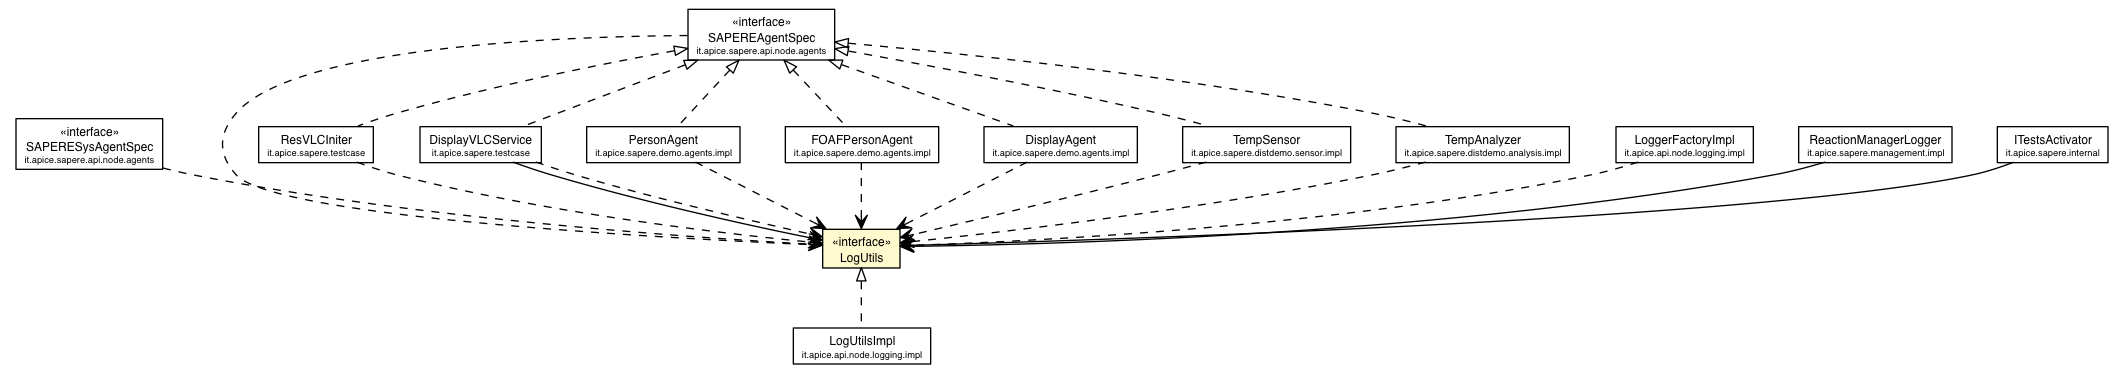 «interface»
SAPEREAgentSpec
it.apice.sapere.api.node.agents
«interface»
SAPERESysAgentSpec
it.apice.sapere.api.node.agents
ResVLCIniter
it.apice.sapere.testcase
DisplayVLCService
it.apice.sapere.testcase
PersonAgent
it.apice.sapere.demo.agents.impl
FOAFPersonAgent
it.apice.sapere.demo.agents.impl
DisplayAgent
it.apice.sapere.demo.agents.impl
TempSensor
it.apice.sapere.distdemo.sensor.impl
TempAnalyzer
it.apice.sapere.distdemo.analysis.impl
LoggerFactoryImpl
it.apice.api.node.logging.impl
ReactionManagerLogger
it.apice.sapere.management.impl
ITestsActivator
it.apice.sapere.internal
«interface»
LogUtils
LogUtilsImpl
it.apice.api.node.logging.impl